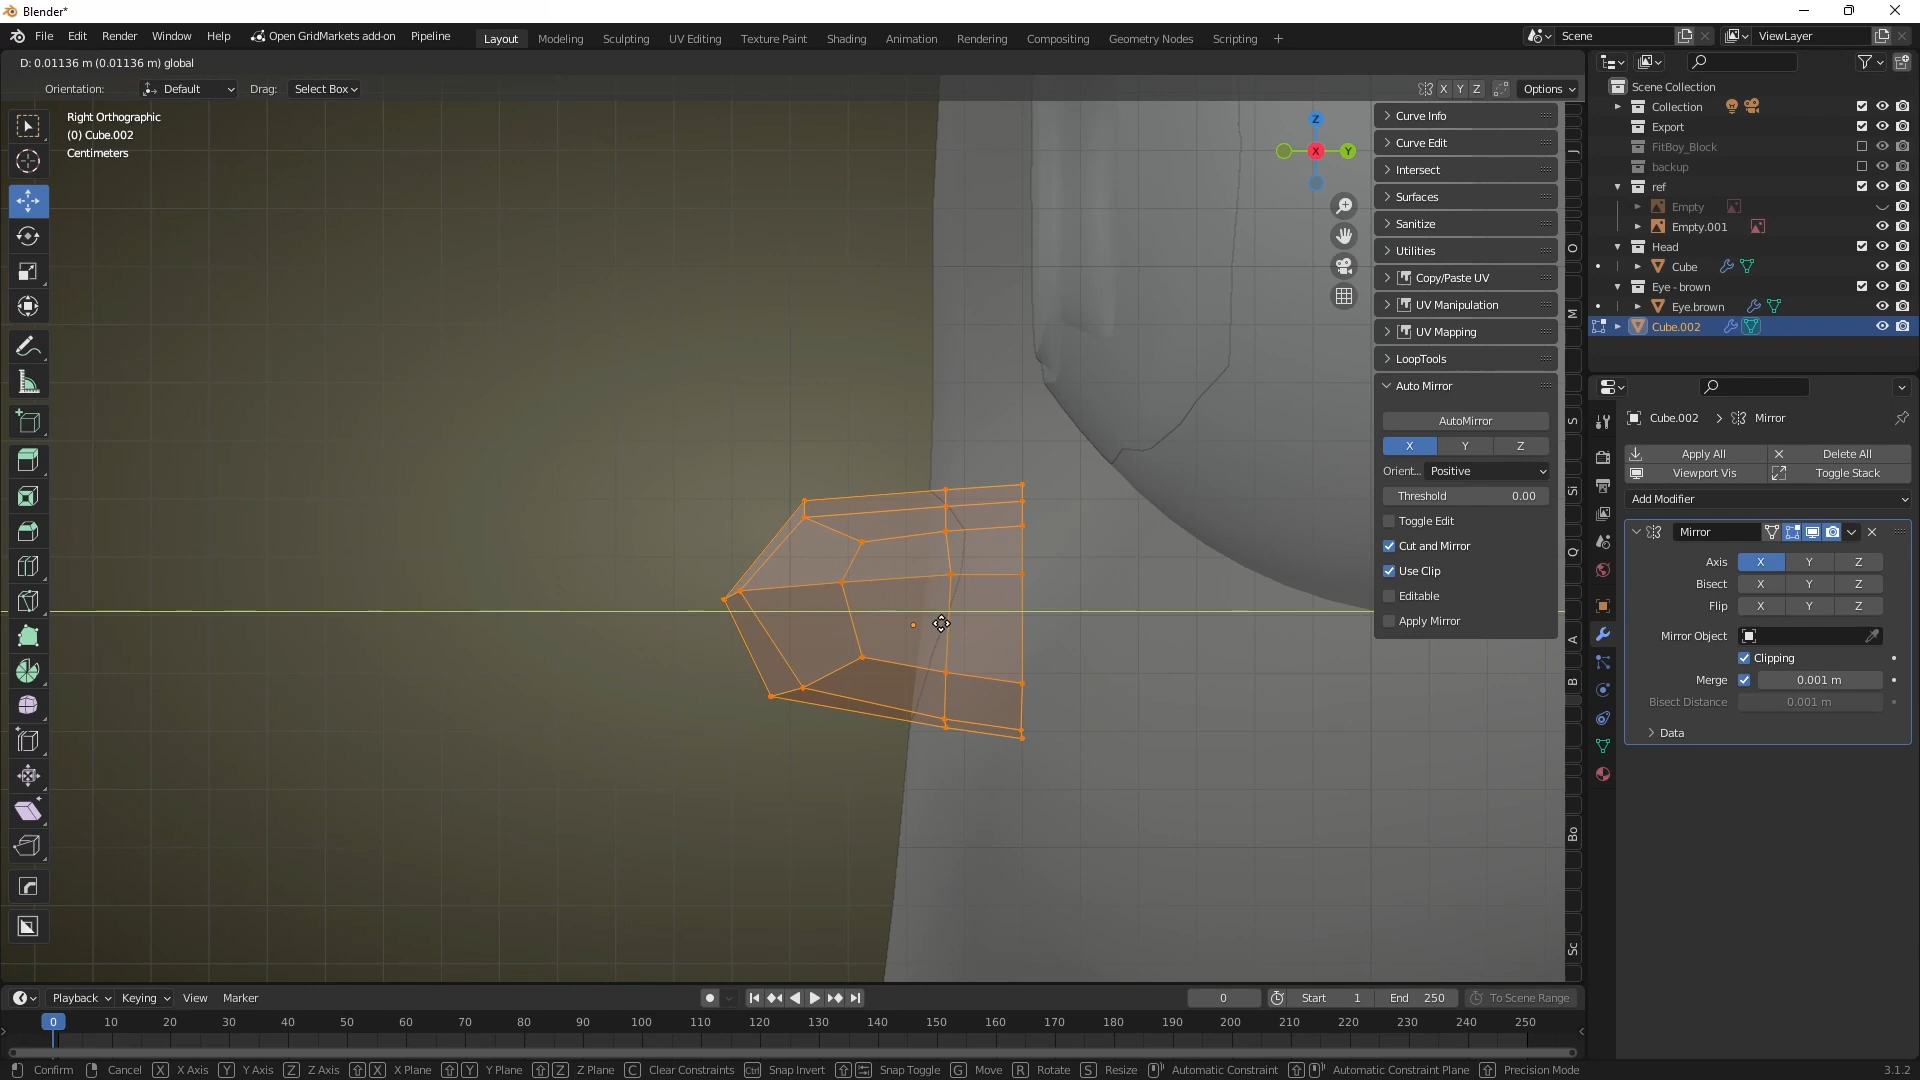 Blender*
File Edit Render Window Help Open GridMarkets add-on Pipeline
Layout Modeling Sculpting UV Editing Texture Paint Shading Animation Rendering Compositing Geometry Nodes Scripting +
Scene
ViewLayer
D: 0.01136 m (0.01136 m) global
Orientation: Default Drag: Select Box
X Y Z Options
Right Orthographic
(0) Cube.002
Centimeters
Z
X
Y
Curve Info
Curve Edit
Intersect
Surfaces
Sanitize
Utilities
Copy/Paste UV
UV Manipulation
UV Mapping
LoopTools
Auto Mirror
AutoMirror
X Y Z
Orient... Positive
Threshold 0.00
Toggle Edit
Cut and Mirror
Use Clip
Editable
Apply Mirror
J
O
M
S
Si
Q
A
B
Bo
Sc
Scene Collection
Collection
Export
FitBoy_Block
backup
ref
Empty
Empty.001
Head
Cube
Eye - brown
Eye.brown
Cube.002
Cube.002 > Mirror
Apply All Delete All
Viewport Vis Toggle Stack
Add Modifier
Mirror
Axis X Y Z
Bisect X Y Z
Flip X Y Z
Mirror Object
Clipping
Merge 0.001 m
Bisect Distance 0.001 m
Data
Playback Keying View Marker
0 Start 1 End 250 To Scene Range
0 10 20 30 40 50 60 70 80 90 100 110 120 130 140 150 160 170 180 190 200 210 220 230 240 250
Confirm Cancel X X Axis Y Y Axis Z Z Axis X X Plane Y Y Plane Z Z Plane C Clear Constraints Ctrl Snap Invert Snap Toggle G Move R Rotate S Resize Automatic Constraint Automatic Constraint Plane Precision Mode 3.1.2